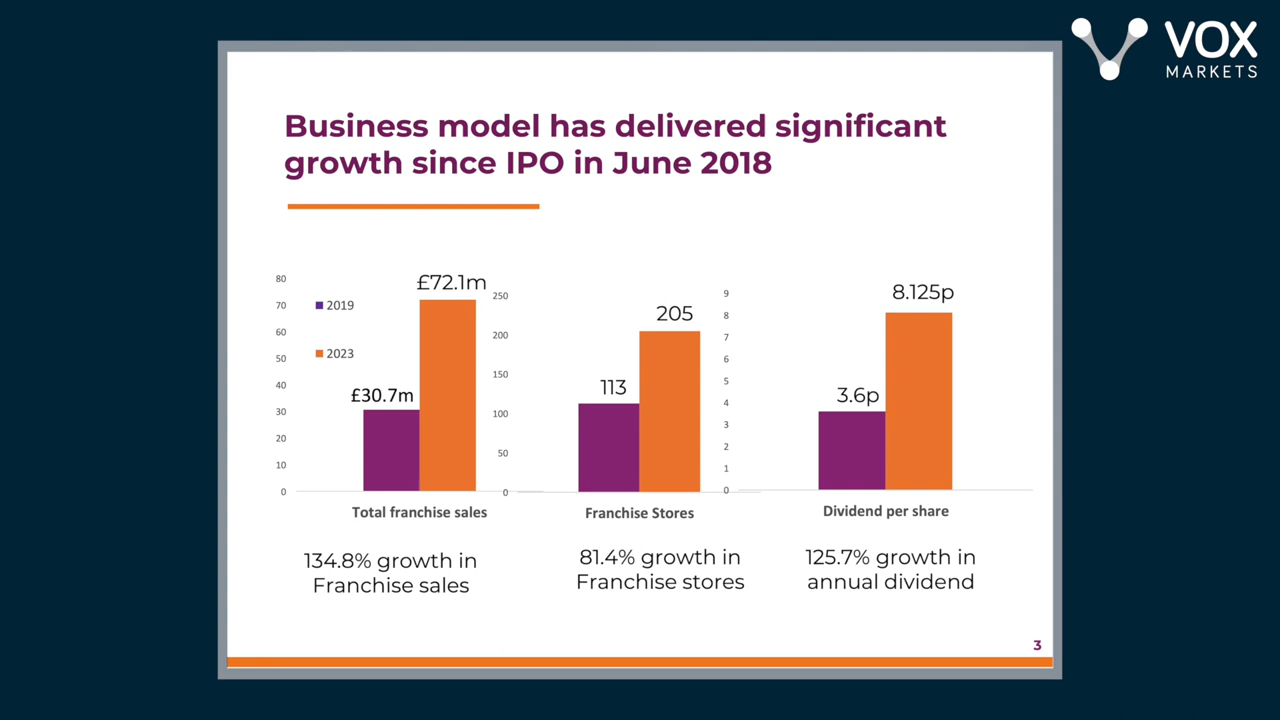 VOX
MARKETS
Business model has delivered significant
growth since IPO in June 2018
80
70
60
50
40
30
20
10
0
2019
2023
£30.7m
£72.1m
Total franchise sales
250
200
150
100
50
0
113
205
Franchise Stores
9
8
7
6
5
4
3
2
1
0
3.6p
8.125p
Dividend per share
134.8% growth in
Franchise sales
81.4% growth in
Franchise stores
125.7% growth in
annual dividend
3